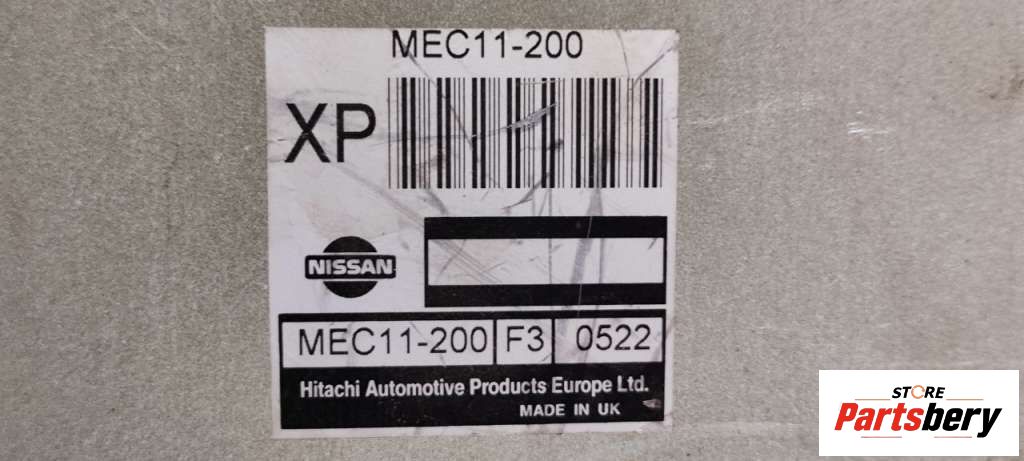 MEC11-200
XP
NISSAN
MEC11-200 F3 0522
Hitachi Automotive Products Europe Ltd.
MADE IN UK
STORE
Partsbery